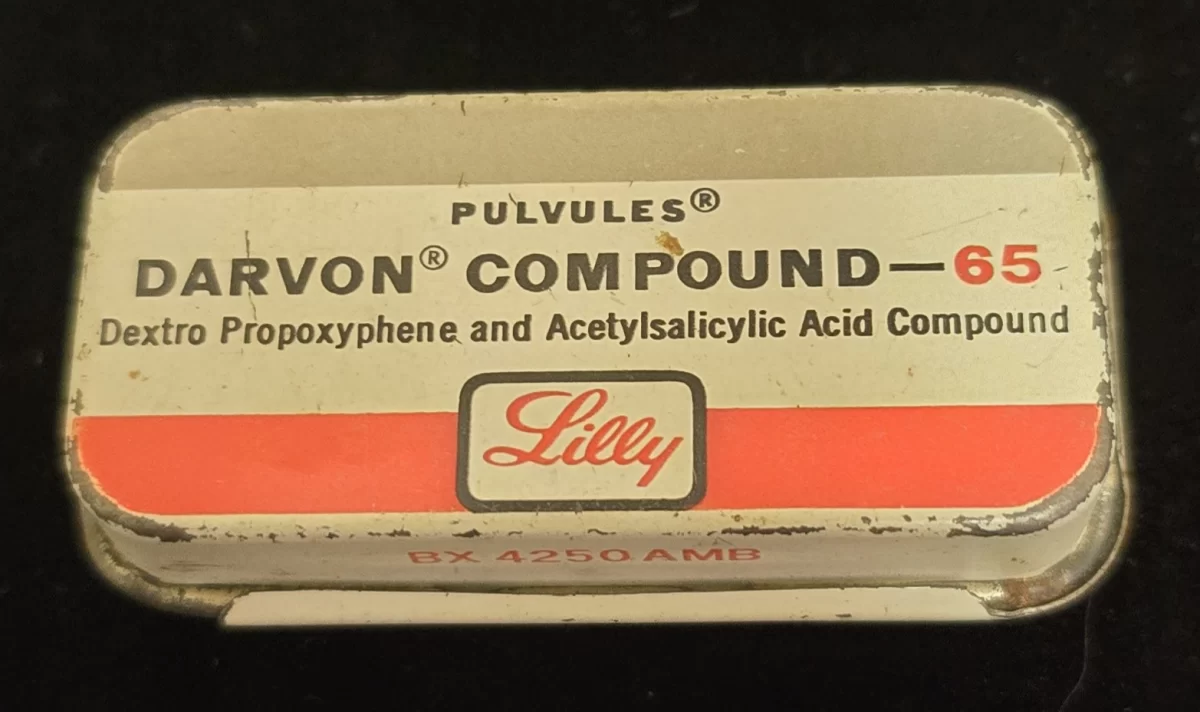 PULVULES®
DARVON® COMPOUND—65
Dextro Propoxyphene and Acetylsalicylic Acid Compound
Lilly
BX 4250 AMB